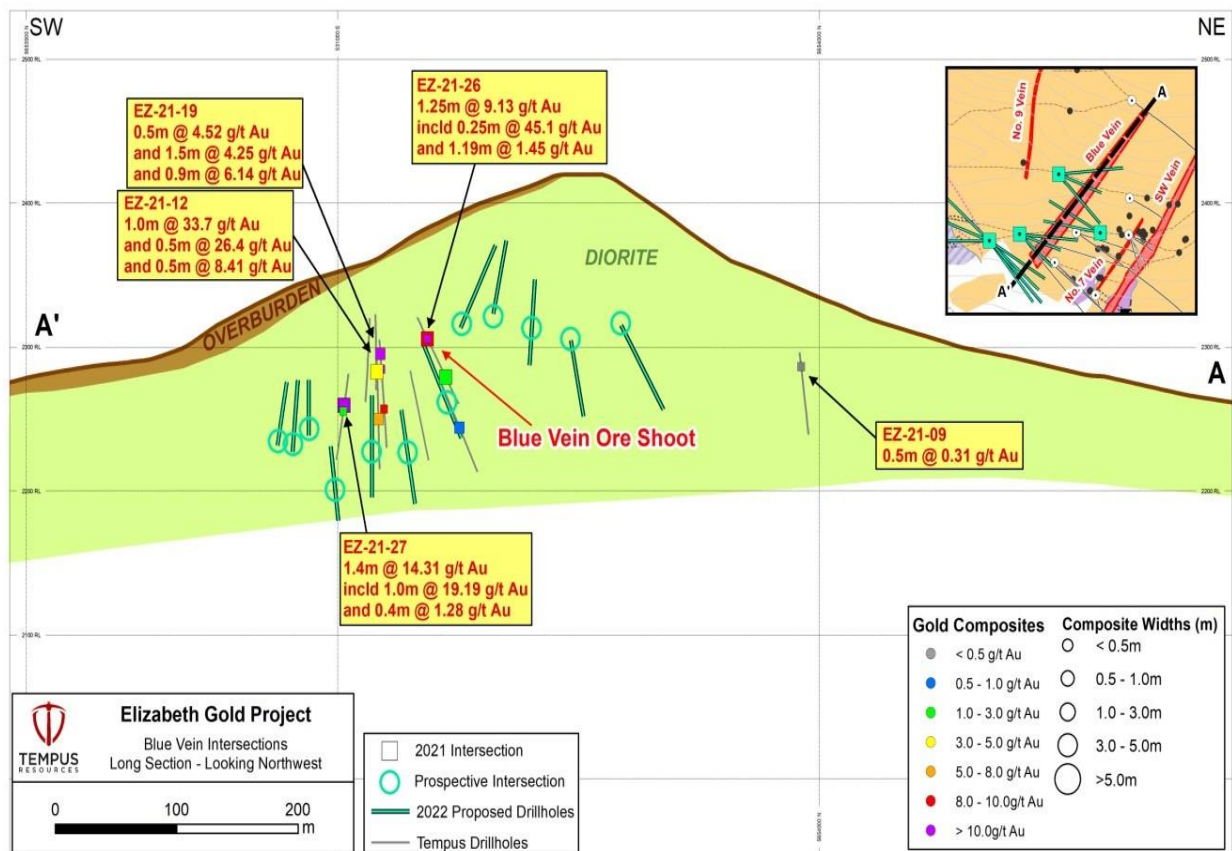 SW
NE
5653500 N
531000 E
5654000 N
2500 RL
2400 RL
2300 RL
2200 RL
2100 RL
EZ-21-19
0.5m @ 4.52 g/t Au
and 1.5m @ 4.25 g/t Au
and 0.9m @ 6.14 g/t Au
EZ-21-26
1.25m @ 9.13 g/t Au
incld 0.25m @ 45.1 g/t Au
and 1.19m @ 1.45 g/t Au
EZ-21-12
1.0m @ 33.7 g/t Au
and 0.5m @ 26.4 g/t Au
and 0.5m @ 8.41 g/t Au
No. 9 Vein
Blue Vein
SW Vein
No. 7 Vein
A
A'
DIORITE
OVERBURDEN
A'
A
Blue Vein Ore Shoot
EZ-21-09
0.5m @ 0.31 g/t Au
EZ-21-27
1.4m @ 14.31 g/t Au
incld 1.0m @ 19.19 g/t Au
and 0.4m @ 1.28 g/t Au
TEMPUS
RESOURCES
Elizabeth Gold Project
Blue Vein Intersections
Long Section - Looking Northwest
0 100 200
m
2021 Intersection
Prospective Intersection
2022 Proposed Drillholes
Tempus Drillholes
Gold Composites
< 0.5 g/t Au
0.5 - 1.0 g/t Au
1.0 - 3.0 g/t Au
3.0 - 5.0 g/t Au
5.0 - 8.0 g/t Au
8.0 - 10.0g/t Au
> 10.0g/t Au
Composite Widths (m)
< 0.5m
0.5 - 1.0m
1.0 - 3.0m
3.0 - 5.0m
>5.0m
5654000 N